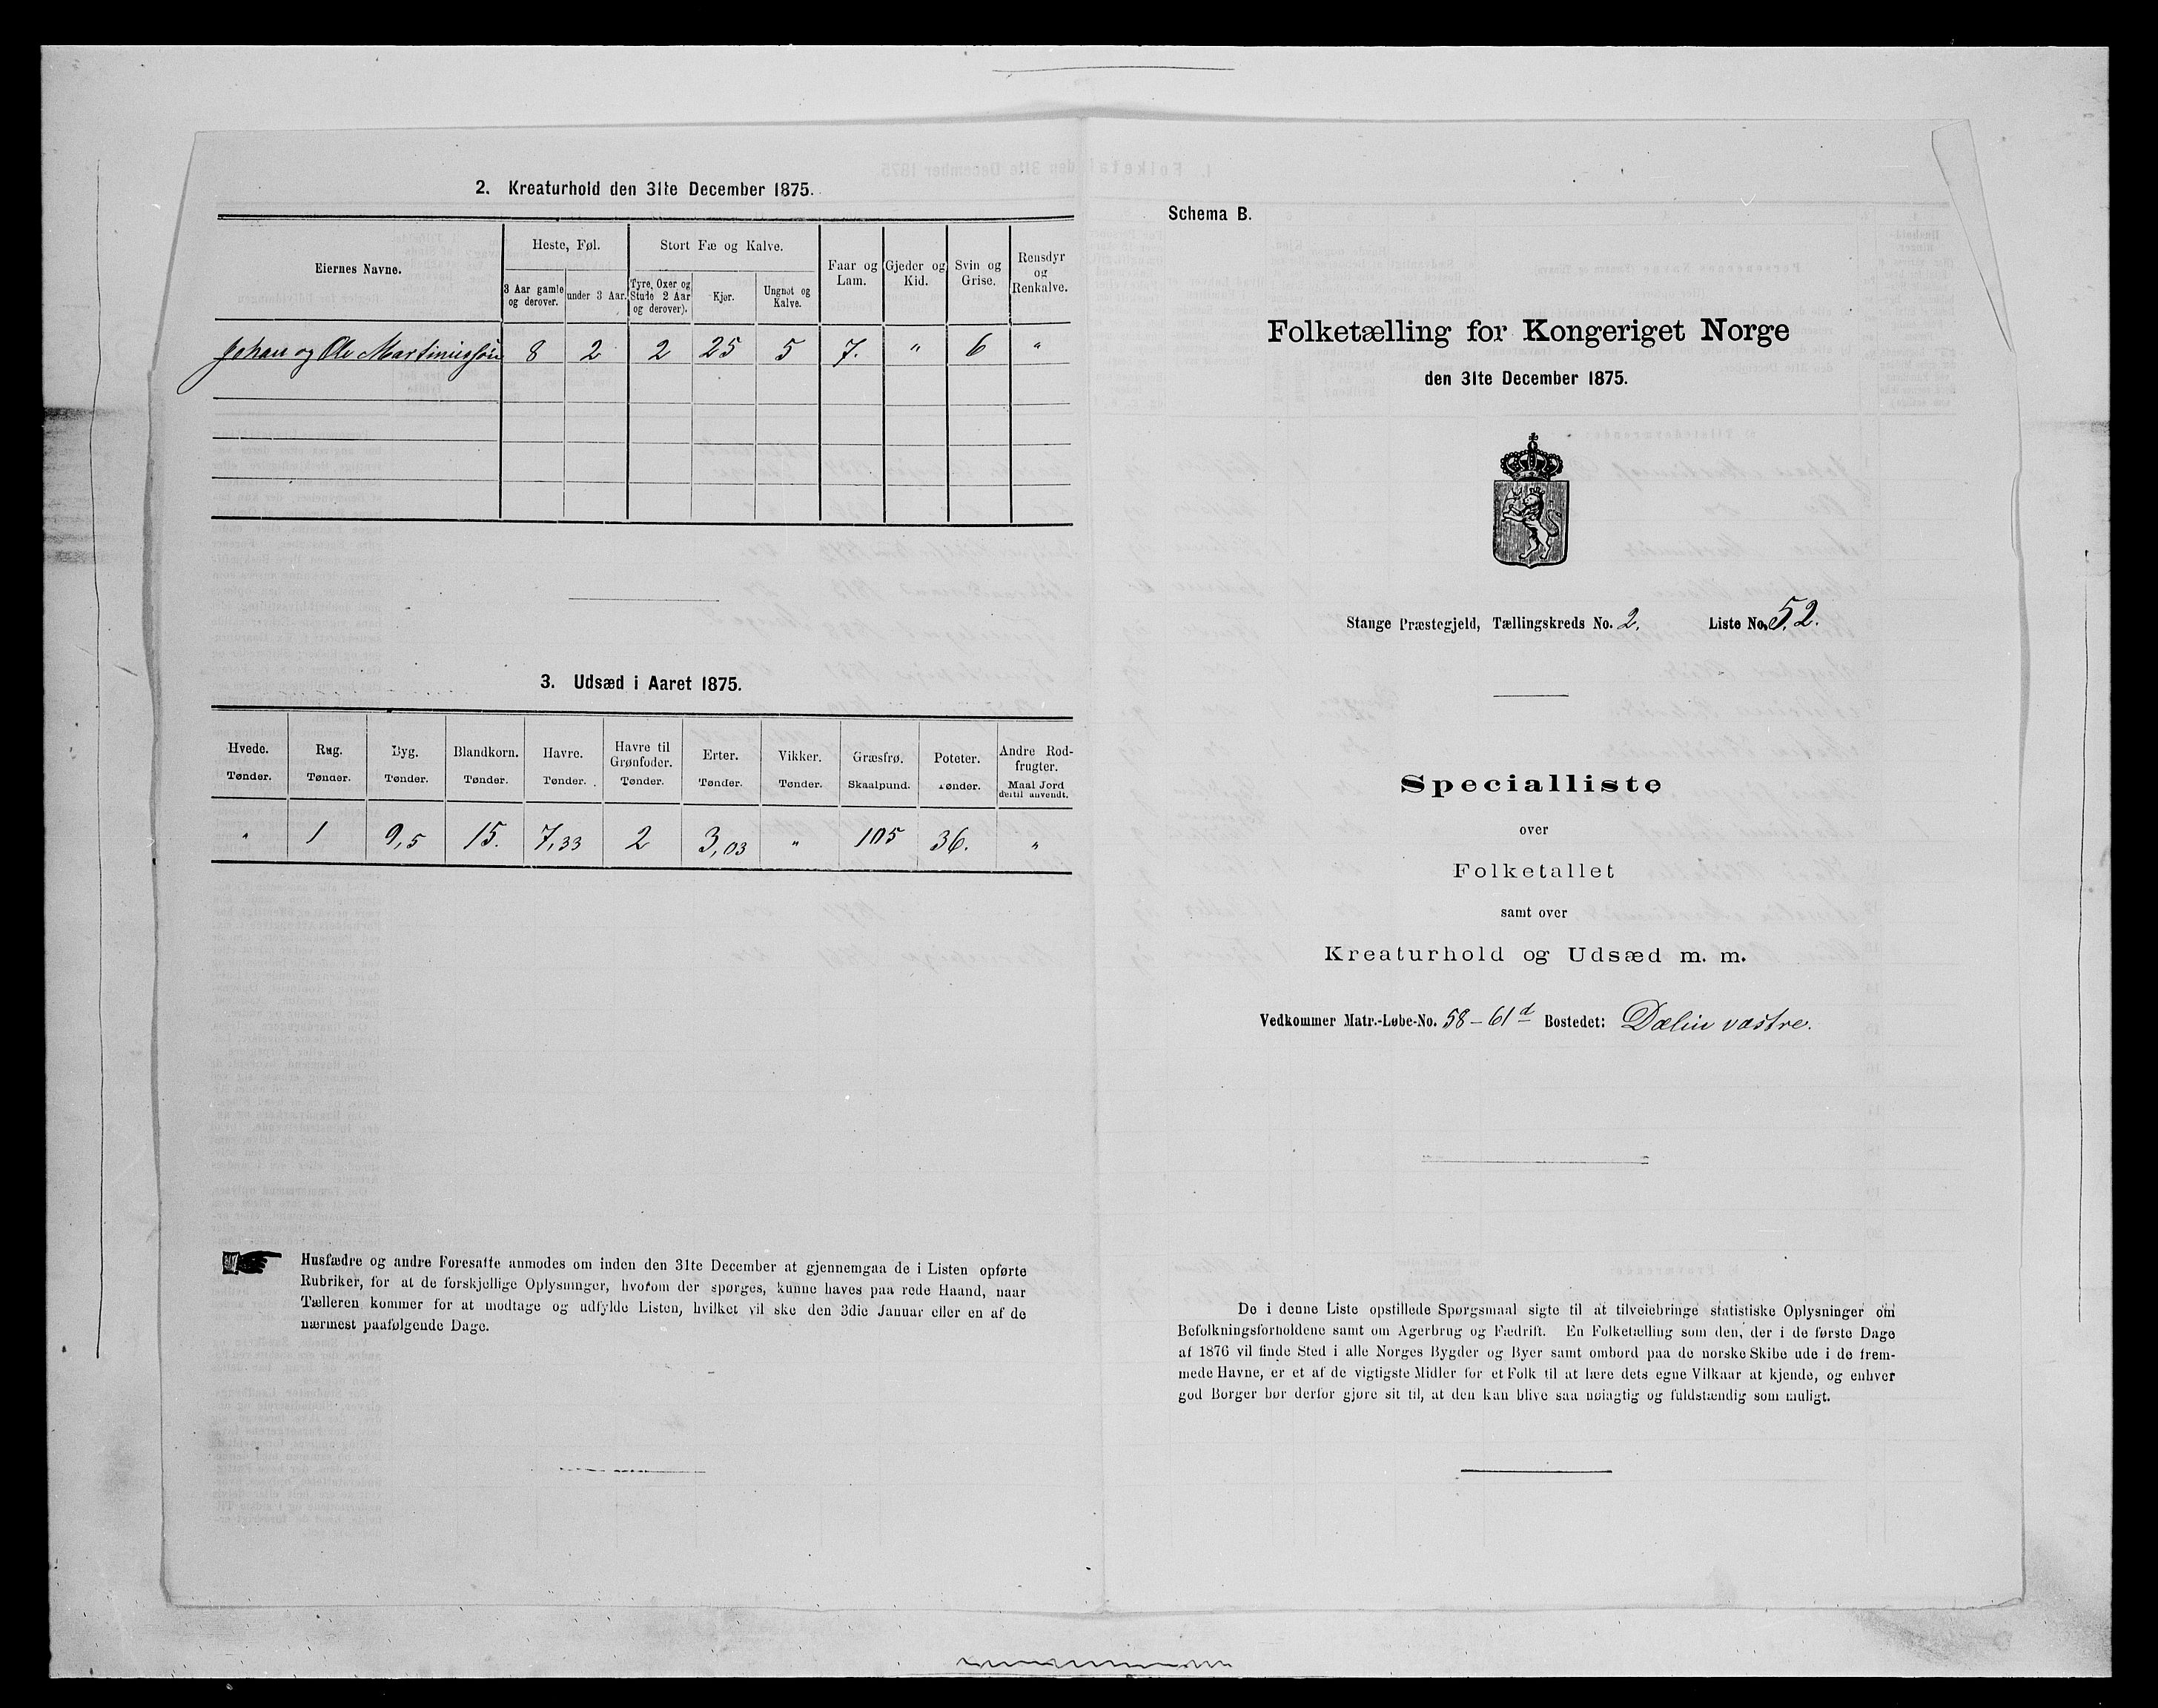 2. Kreaturhold den 31te December 1875.
Eiernes Navne.
Heste, Føl.
Stort Fæ og Kalve.
3 Aar gamle
og derover.
under 3 Aar.
Tyre, Oxer og
Stude 2 Aar
og derover).
Kjør.
Ungnøt og
Kalve.
Faar og
Lam.
Gjeder og
Kid.
Svin og
Grise.
Rensdyr
og
Renkalve.
Johan og Ole Martinussön 8 2 2 25 5 7. " 6 "
3. Udsæd i Aaret 1875.
Hvede.
Tønder.
Rug.
Tønder.
Byg.
Tønder.
Blandkorn.
Tønder.
Havre.
Tønder.
Havre til
Grønfoder.
Tønder.
Erter.
Tønder.
Vikker.
Tønder.
Græsfrø.
Skaalpund.
Poteter.
Tønder.
Andre Rod-
frugter.
Maal Jord
dertil anvendt.
" 1 9,5 15. 7,33 2 3,03 " 105 36. "
Husfædre og andre Foresatte anmodes om inden den 31te December at gjennemgaa de i Listen opførte
Rubriker, for at de forskjellige Oplysninger, hvorom der spørges, kunne haves paa rede Haand, naar
Tælleren kommer for at modtage og udfylde Listen, hvilket vil ske den 3die Januar eller en af de
nærmest paafølgende Dage.
Schema B.
Folketælling for Kongeriget Norge
den 31te December 1875.
Stange Præstegjeld, Tællingskreds No. 2. Liste No. 52.
Specialliste
over
Folketallet
samt over
Kreaturhold og Udsæd m. m.
Vedkommer Matr.-Løbe-No. 58-61d Bostedet: Dælin vastre.
De i denne Liste opstillede Spørgsmaal sigte til at tilveiebringe statistiske Oplysninger om
Befolkningsforholdene samt om Agerbrug og Fædrift. En Folketælling som den, der i de første Dage
af 1876 vil finde Sted i alle Norges Bygder og Byer samt ombord paa de norske Skibe ude i de frem-
mede Havne, er et af de vigtigste Midler for et Folk til at lære dets egne Vilkaar at kjende, og enhver
god Borger bør derfor gjøre sit til, at den kan blive saa nøiagtig og fuldstændig som muligt.